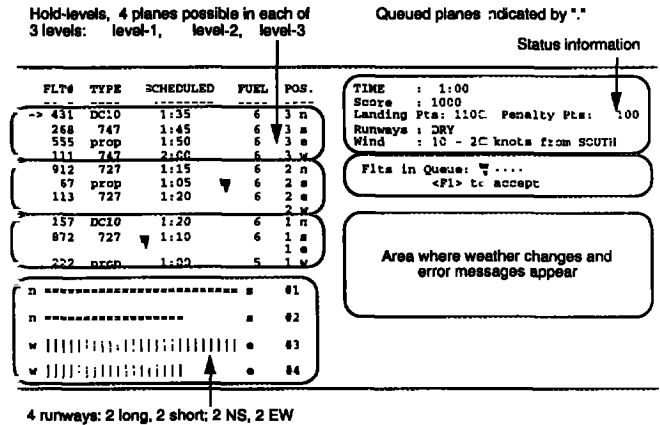 Hold-levels, 4 planes possible in each of
3 levels: level-1, level-2, level-3
Queued planes indicated by "."
Status information
FLT# TYPE SCHEDULED FUEL POS.
-> 431 DC10 1:35 6 3 n
268 747 1:45 6 3 s
555 prop 1:50 6 3 e
111 747 2:00 6 3 w
912 727 1:15 6 2 n
67 prop 1:05 6 2 s
113 727 1:20 6 2 e
2 w
157 DC10 1:20 6 1 n
872 727 1:10 6 1 s
1 e
222 prop 1:00 5 1 w
n s #1
n s #2
w e #3
w e #4
TIME : 1:00
Score : 1000
Landing Pts: 1100 Penalty Pts: 100
Runways : DRY
Wind : 10 - 20 knots from SOUTH
Flts in Queue: ....
<F1> to accept
Area where weather changes and
error messages appear
4 runways: 2 long, 2 short; 2 NS, 2 EW